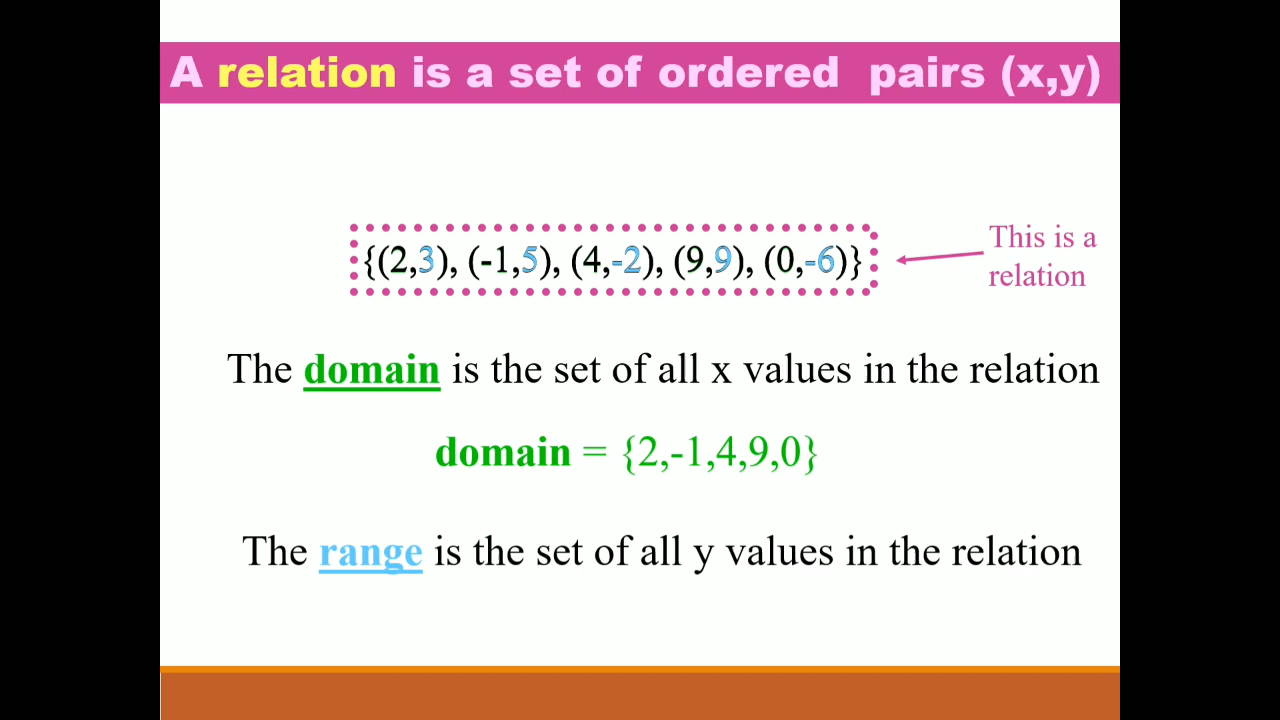 A relation is a set of ordered pairs (x,y)
{(2,3), (-1,5), (4,-2), (9,9), (0,-6)}
This is a
relation
The domain is the set of all x values in the relation
domain = {2,-1,4,9,0}
The range is the set of all y values in the relation